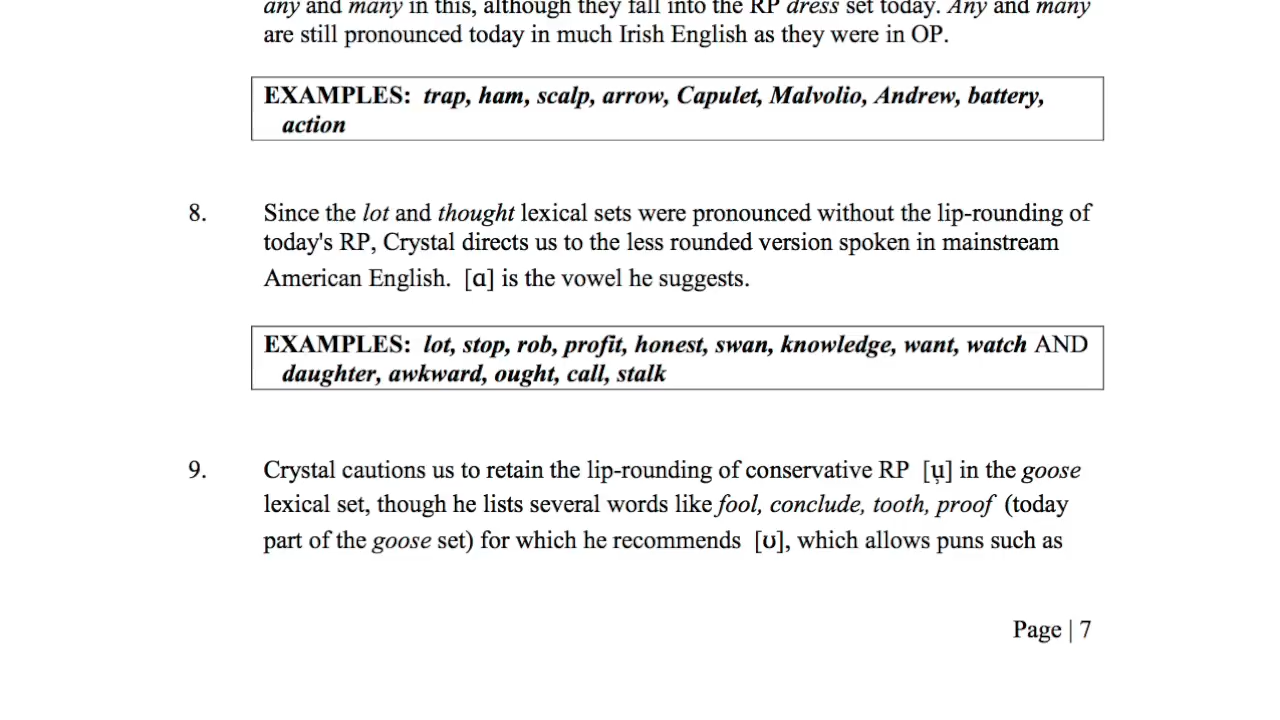 any and many in this, although they fall into the RP dress set today. Any and many
are still pronounced today in much Irish English as they were in OP.
EXAMPLES: trap, ham, scalp, arrow, Capulet, Malvolio, Andrew, battery,
action
8. Since the lot and thought lexical sets were pronounced without the lip-rounding of
today's RP, Crystal directs us to the less rounded version spoken in mainstream
American English. [ɑ] is the vowel he suggests.
EXAMPLES: lot, stop, rob, profit, honest, swan, knowledge, want, watch AND
daughter, awkward, ought, call, stalk
9. Crystal cautions us to retain the lip-rounding of conservative RP [ụ] in the goose
lexical set, though he lists several words like fool, conclude, tooth, proof (today
part of the goose set) for which he recommends [ʊ], which allows puns such as
Page | 7